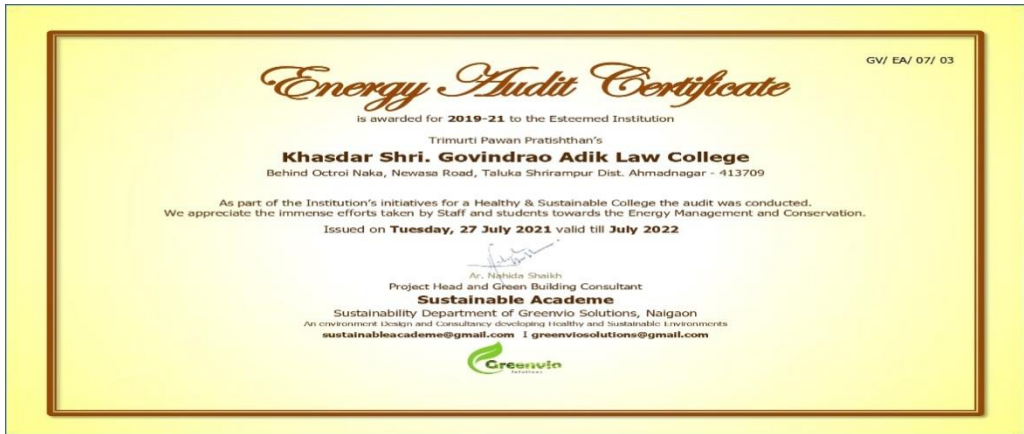 GV/ EA/ 07/ 03
Energy Audit Certificate
is awarded for 2019-21 to the Esteemed Institution
Trimurti Pawan Pratishthan's
Khasdar Shri. Govindrao Adik Law College
Behind Octroi Naka, Newasa Road, Taluka Shrirampur Dist. Ahmadnagar - 413709
As part of the Institution's initiatives for a Healthy & Sustainable College the audit was conducted.
We appreciate the immense efforts taken by Staff and students towards the Energy Management and Conservation.
Issued on Tuesday, 27 July 2021 valid till July 2022
Ar. Nahida Shaikh
Project Head and Green Building Consultant
Sustainable Academe
Sustainability Department of Greenvio Solutions, Naigaon
An environment Design and Consultancy developing Healthy and Sustainable Environments
sustainableacademe@gmail.com I greenviosolutions@gmail.com
Greenvio
Solutions